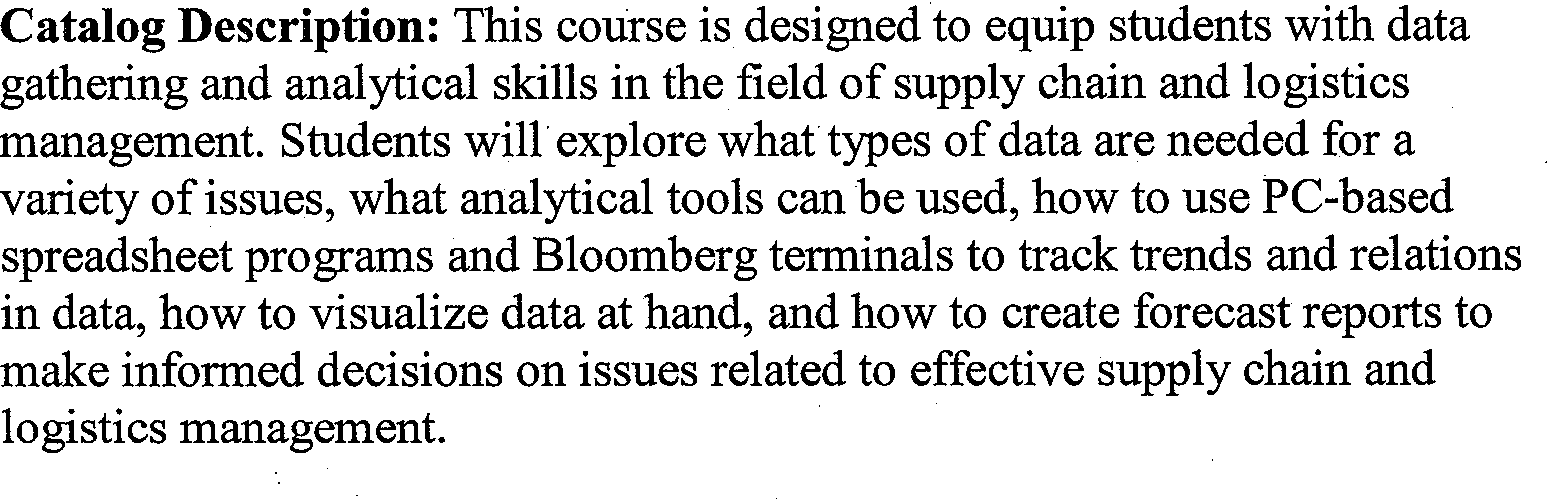 Catalog Description: This course is designed to equip students with data
gathering and analytical skills in the field of supply chain and logistics
management. Students will explore what types of data are needed for a
variety of issues, what analytical tools can be used, how to use PC-based
spreadsheet programs and Bloomberg terminals to track trends and relations
in data, how to visualize data at hand, and how to create forecast reports to
make informed decisions on issues related to effective supply chain and
logistics management.